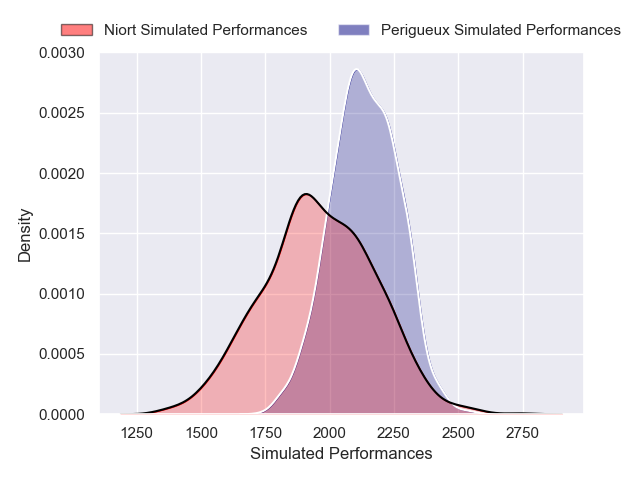 Niort Simulated Performances Perigueux Simulated Performances
0.0030
0.0025
0.0020
0.0015
0.0010
0.0005
0.0000
Density
1250 1500 1750 2000 2250 2500 2750
Simulated Performances